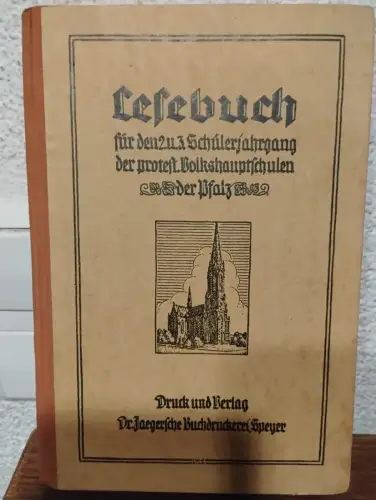 Lesebuch
für den 2.u.3. Schülerjahrgang
der protest. Volkshauptschulen
der Pfalz
Druck und Verlag
Dr. Jaegersche Buchdruckerei, Speyer